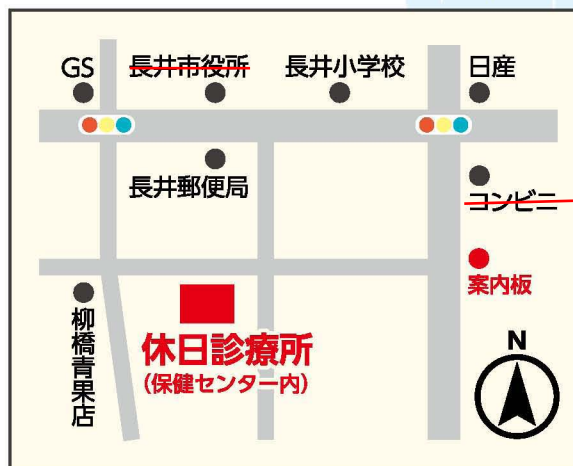 GS
長井市役所
長井小学校
日産
長井郵便局
コンビニ
案内板
柳橋青果店
休日診療所
（保健センター内）
N